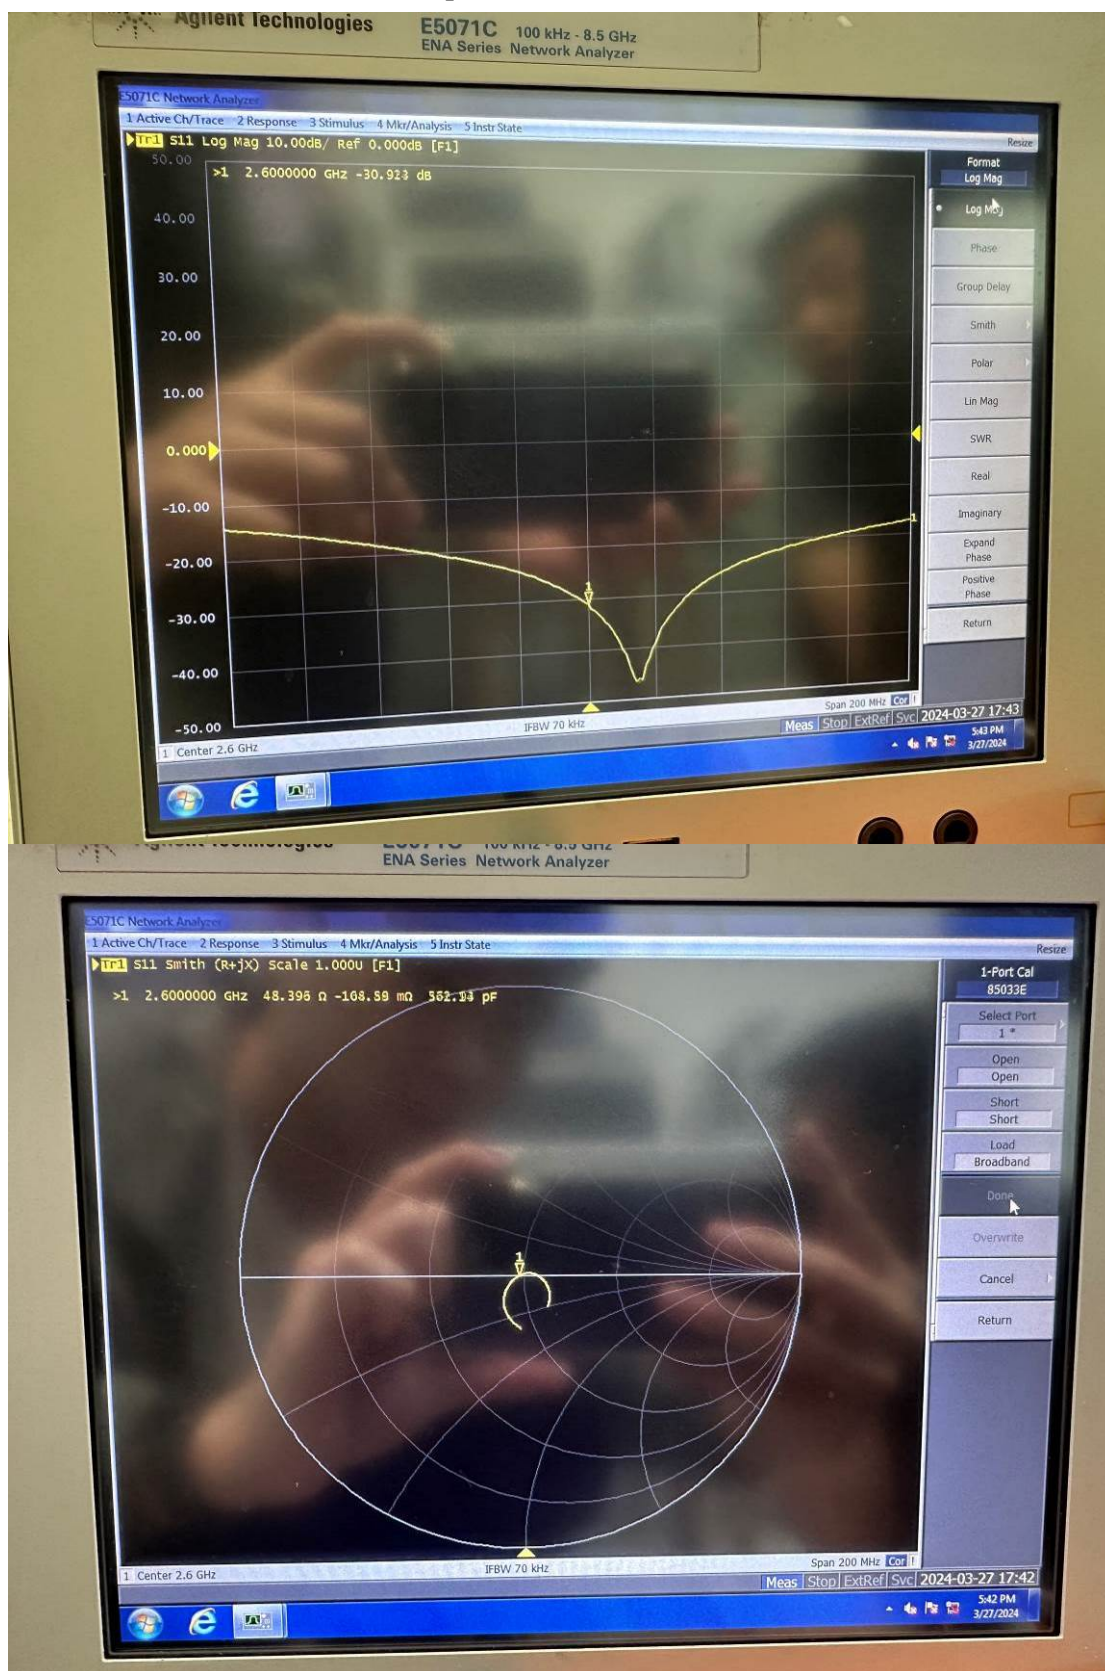 Agilent Technologies
E5071C 100 kHz - 8.5 GHz
ENA Series Network Analyzer
E5071C Network Analyzer
1 Active Ch/Trace 2 Response 3 Stimulus 4 Mkr/Analysis 5 Instr State
Resize
Tr1 S11 Log Mag 10.00dB/ Ref 0.000dB [F1]
>1 2.6000000 GHz dB
50.00
40.00
30.00
20.00
10.00
0.000
-10.00
-20.00
-30.00
-40.00
-50.00
1
1
Format
Log Mag
Log
Phase
Group Delay
Smith
Polar
Lin Mag
SWR
Real
Imaginary
Expand
Phase
Positive
Phase
Return
1 Center 2.6 GHz
IFBW 70 kHz
Span 200 MHz Cor !
Meas Stop ExtRef Svc 2024-03-27 17:43
5:43 PM
3/27/2024
ENA Series Network Analyzer
E5071C Network Analyzer
1 Active Ch/Trace 2 Response 3 Stimulus 4 Mkr/Analysis 5 Instr State
Resize
Tr1 S11 Smith (R+jX) Scale 1.000U [F1]
>1 2.6000000 GHz 48.396 Ω mΩ pF
1
1-Port Cal
85033E
Select Port
1 *
Open
Open
Short
Short
Load
Broadband
Done
Overwrite
Cancel
Return
1 Center 2.6 GHz
IFBW 70 kHz
Span 200 MHz Cor !
Meas Stop ExtRef Svc 2024-03-27 17:42
5:42 PM
3/27/2024